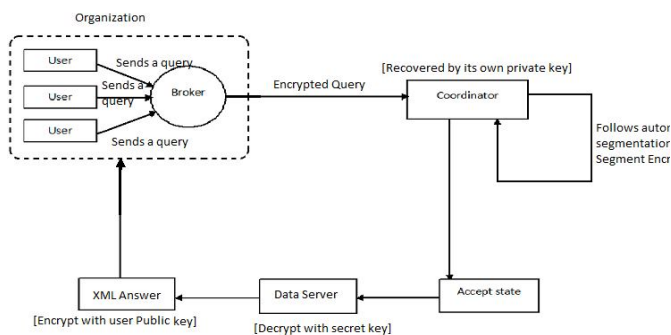 Organization
User
Sends a query
User
Sends a
query
User
Sends a query
Broker
Encrypted Query
[Recovered by its own private key]
Coordinator
Follows
segmentation
Segment
Accept state
Data Server
[Decrypt with secret key]
XML Answer
[Encrypt with user Public key]